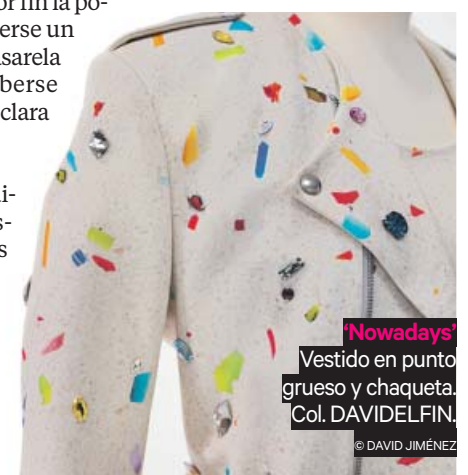 or fin la po-
erse un
asarela
berse
clara
di-
s-
s
'Nowadays'
Vestido en punto
grueso y chaqueta.
Col. DAVIDELFIN.
© DAVID JIMÉNEZ